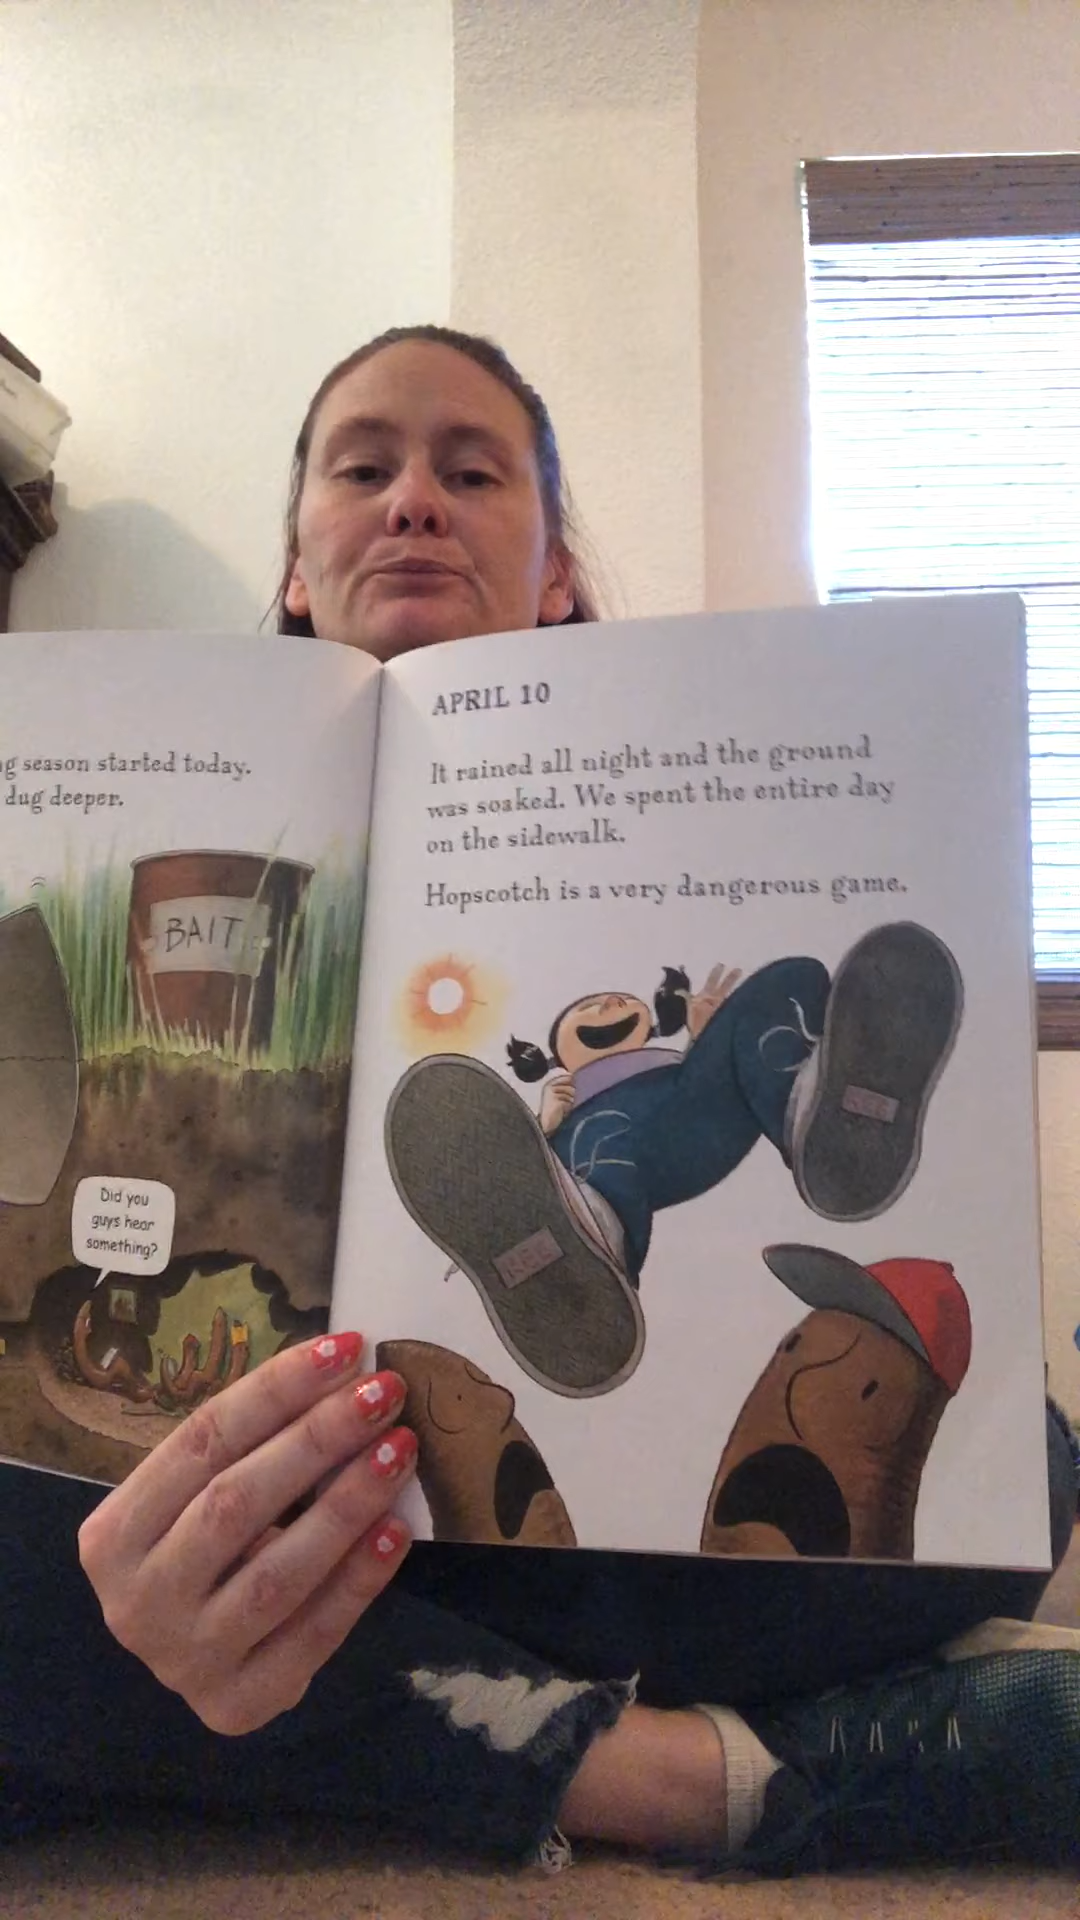 season started today.
dug deeper.
BAIT
Did you
guys hear
something?
APRIL 10
It rained all night and the ground
was soaked. We spent the entire day
on the sidewalk.
Hopscotch is a very dangerous game.